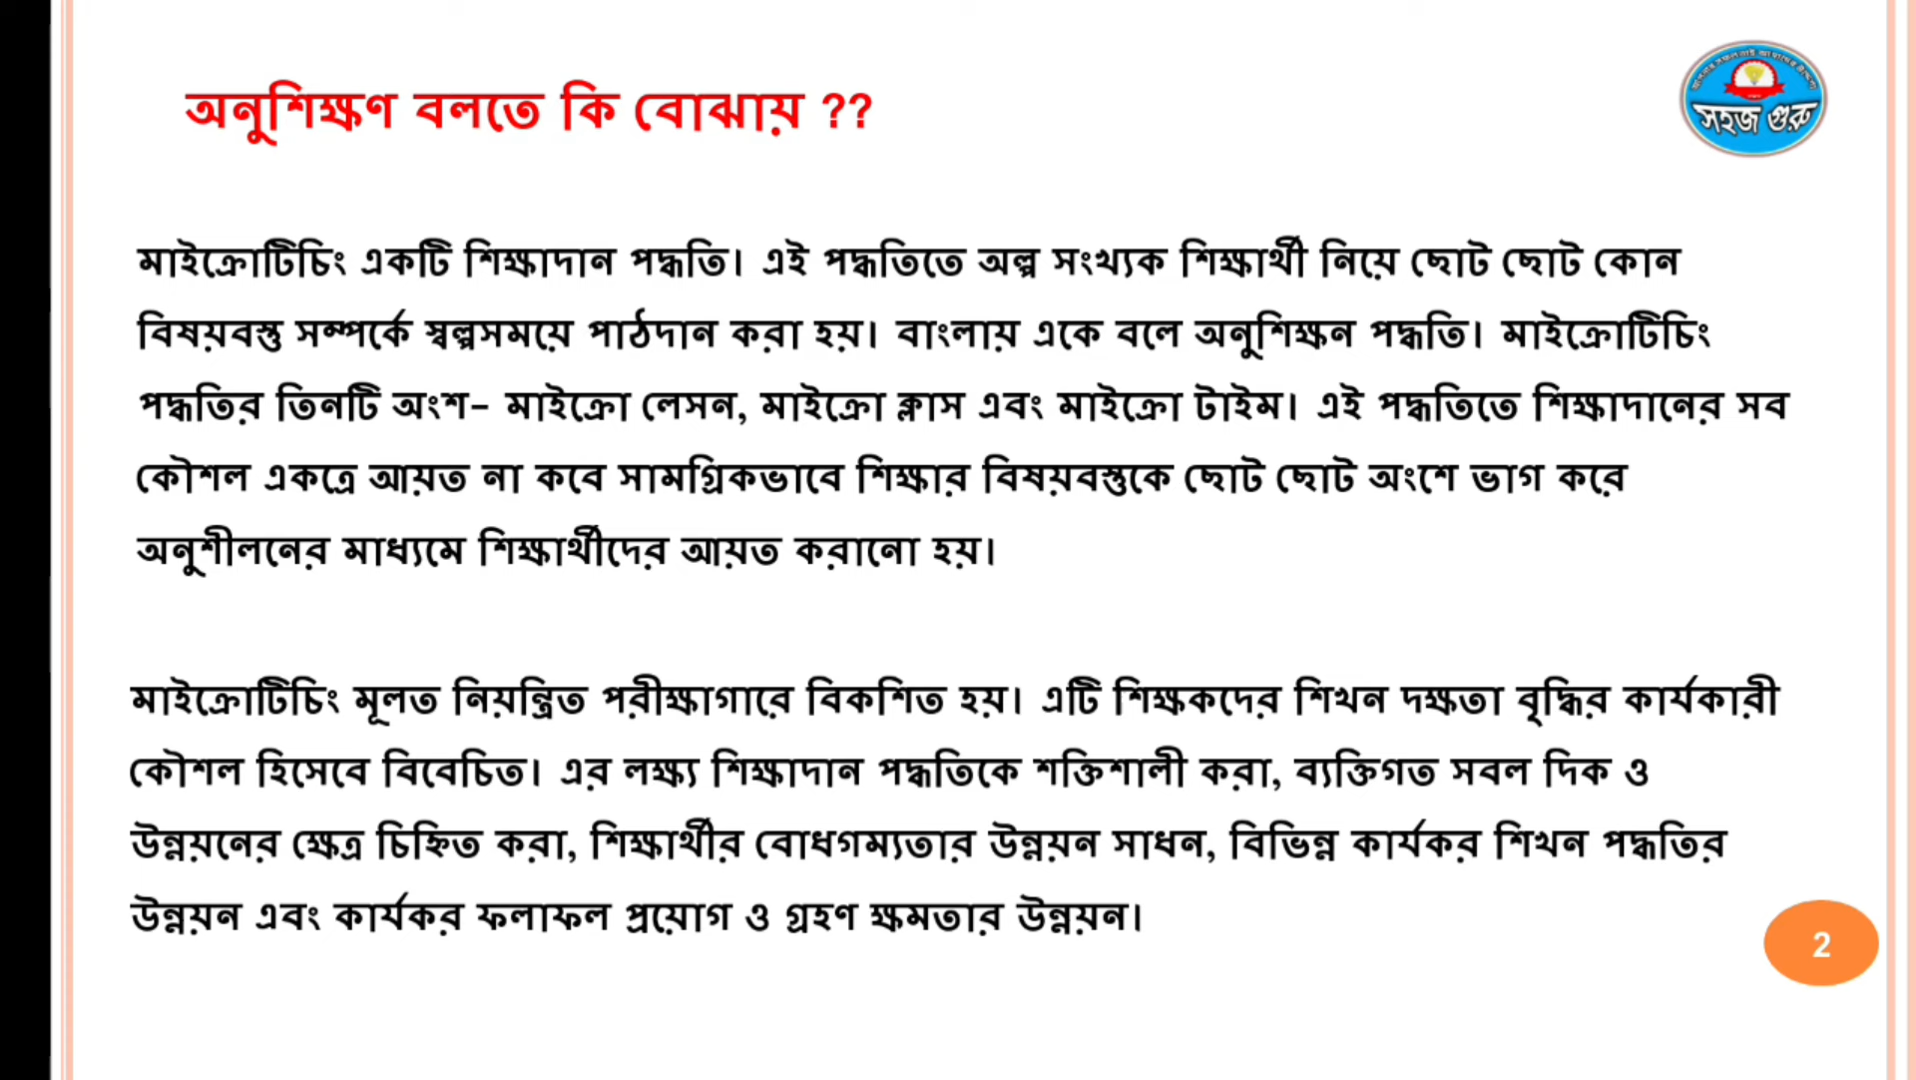 অনুশিক্ষণ বলতে কি বোঝায় ??
সহজ গুরু
মাইক্রোটিচিং একটি শিক্ষাদান পদ্ধতি। এই পদ্ধতিতে অল্প সংখ্যক শিক্ষার্থী নিয়ে ছোট ছোট কোন
বিষয়বস্তু সম্পর্কে স্বল্পসময়ে পাঠদান করা হয়। বাংলায় একে বলে অনুশিক্ষন পদ্ধতি। মাইক্রোটিচিং
পদ্ধতির তিনটি অংশ– মাইক্রো লেসন, মাইক্রো ক্লাস এবং মাইক্রো টাইম। এই পদ্ধতিতে শিক্ষাদানের সব
কৌশল একত্রে আয়ত না কবে সামগ্রিকভাবে শিক্ষার বিষয়বস্তুকে ছোট ছোট অংশে ভাগ করে
অনুশীলনের মাধ্যমে শিক্ষার্থীদের আয়ত করানো হয়।
মাইক্রোটিচিং মূলত নিয়ন্ত্রিত পরীক্ষাগারে বিকশিত হয়। এটি শিক্ষকদের শিখন দক্ষতা বৃদ্ধির কার্যকারী
কৌশল হিসেবে বিবেচিত। এর লক্ষ্য শিক্ষাদান পদ্ধতিকে শক্তিশালী করা, ব্যক্তিগত সবল দিক ও
উন্নয়নের ক্ষেত্র চিহ্নিত করা, শিক্ষার্থীর বোধগম্যতার উন্নয়ন সাধন, বিভিন্ন কার্যকর শিখন পদ্ধতির
উন্নয়ন এবং কার্যকর ফলাফল প্রয়োগ ও গ্রহণ ক্ষমতার উন্নয়ন।
2